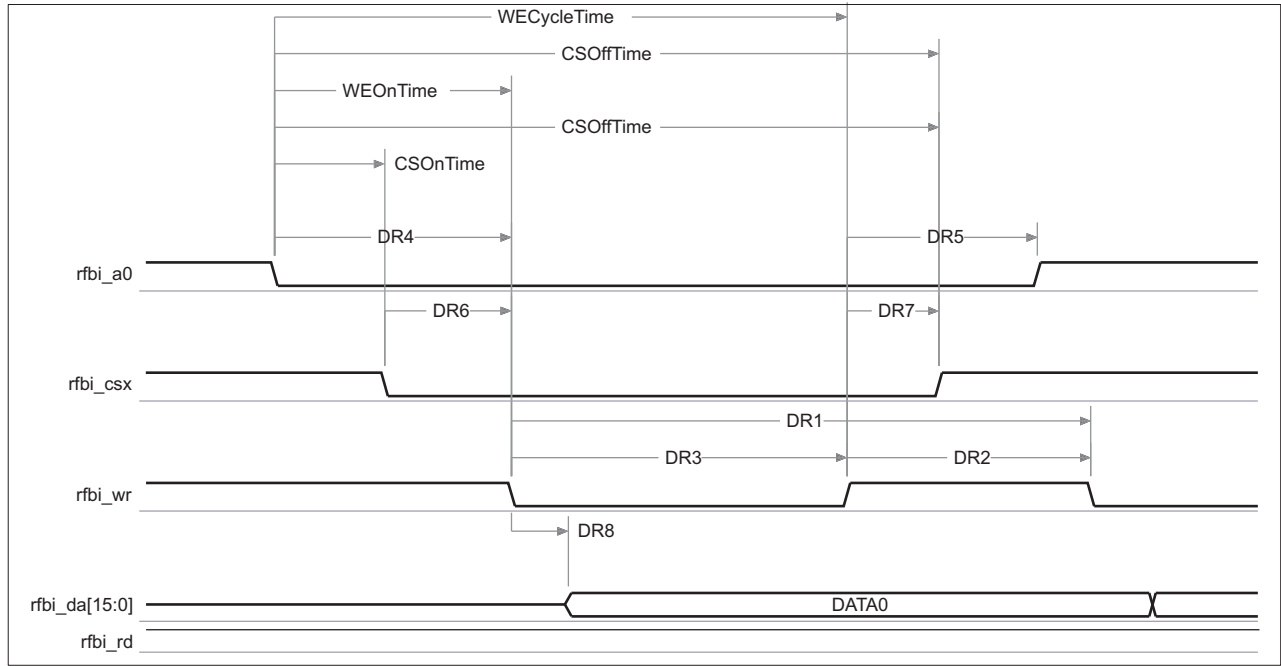 WECycleTime
CSOffTime
WEOnTime
CSOffTime
CSOnTime
DR4 DR5
rfbi_a0
DR6 DR7
rfbi_csx
DR1
DR3 DR2
rfbi_wr
DR8
rfbi_da[15:0] DATA0
rfbi_rd